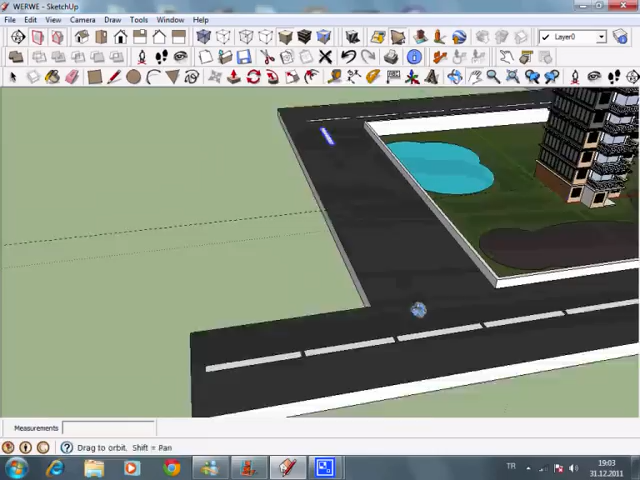 WERWE - SketchUp
File Edit View Camera Draw Tools Window Help
Layer0
Measurements
Drag to orbit. Shift = Pan
TR
19:03
31.12.2011